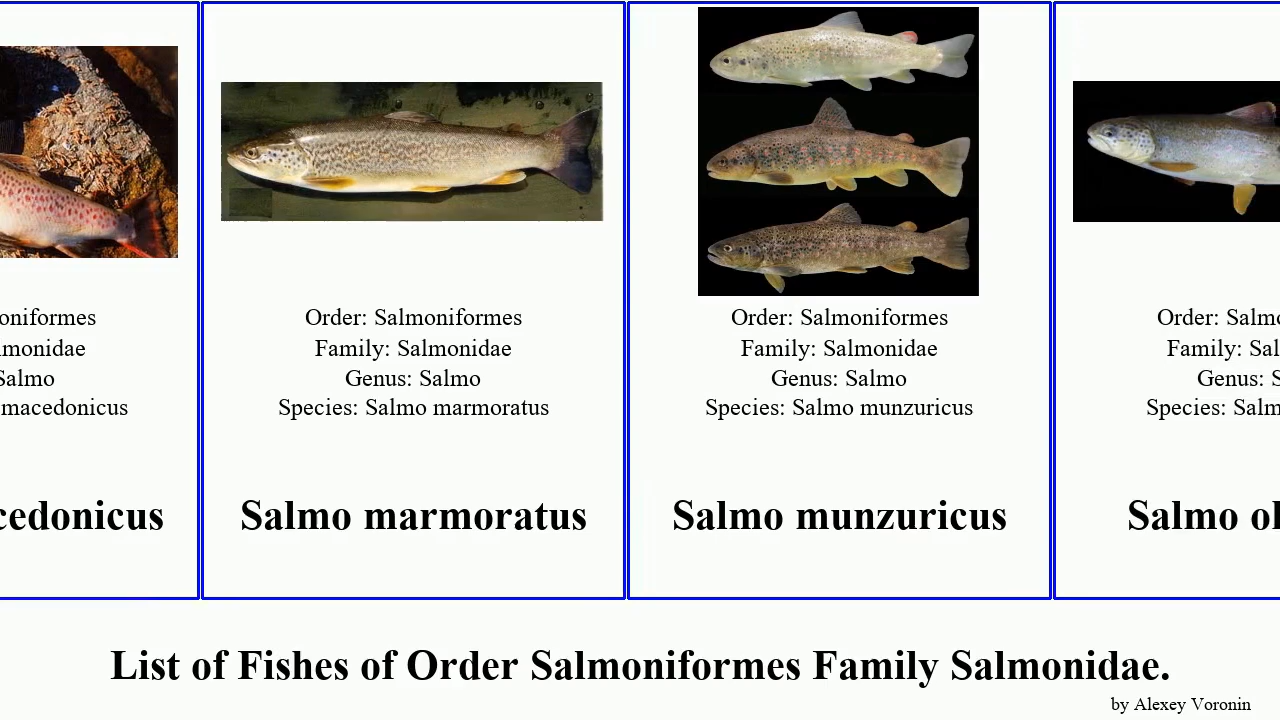 oniformes
monidae
Salmo
macedonicus
cedonicus
Order: Salmoniformes
Family: Salmonidae
Genus: Salmo
Species: Salmo marmoratus
Salmo marmoratus
Order: Salmoniformes
Family: Salmonidae
Genus: Salmo
Species: Salmo munzuricus
Salmo munzuricus
Order: Salmo
Family: Sal
Genus: S
Species: Salm
Salmo ol
List of Fishes of Order Salmoniformes Family Salmonidae.
by Alexey Voronin